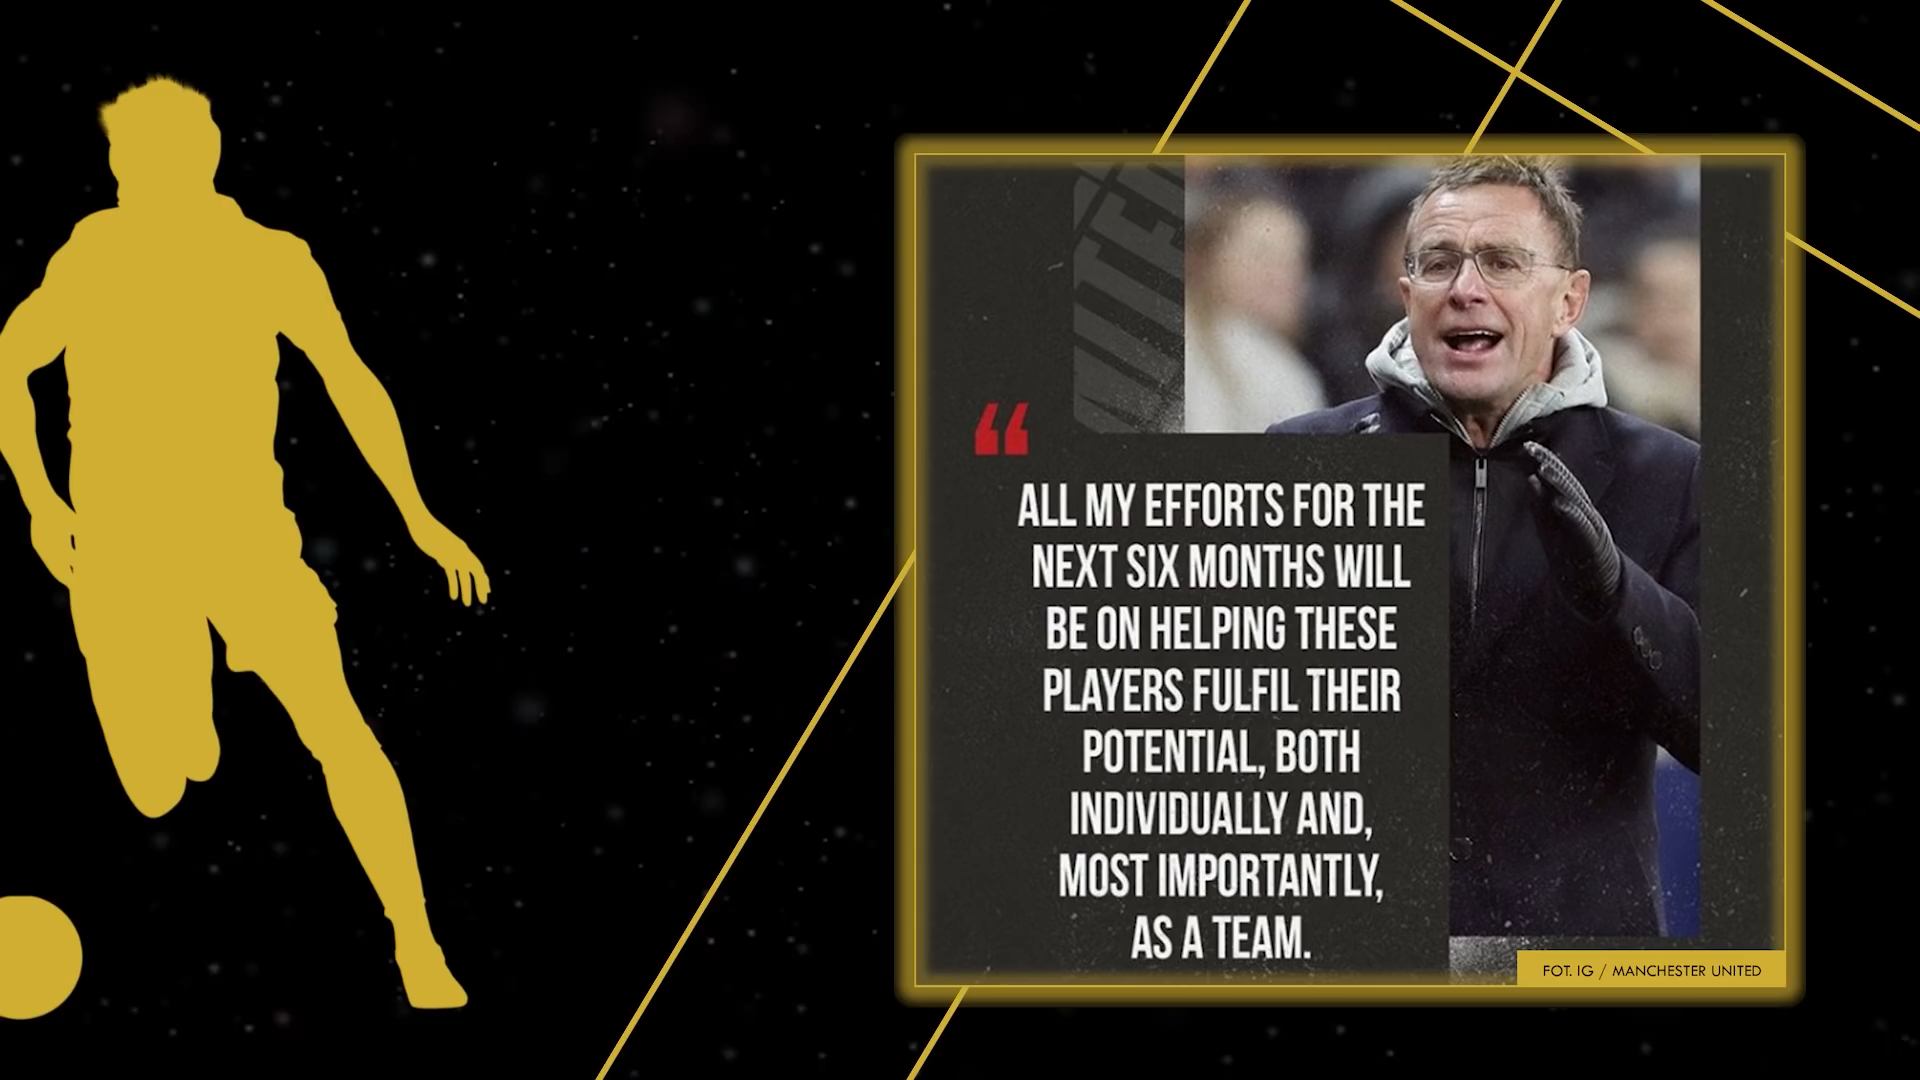 “
ALL MY EFFORTS FOR THE
NEXT SIX MONTHS WILL
BE ON HELPING THESE
PLAYERS FULFIL THEIR
POTENTIAL, BOTH
INDIVIDUALLY AND,
MOST IMPORTANTLY,
AS A TEAM.
FOT. IG / MANCHESTER UNITED